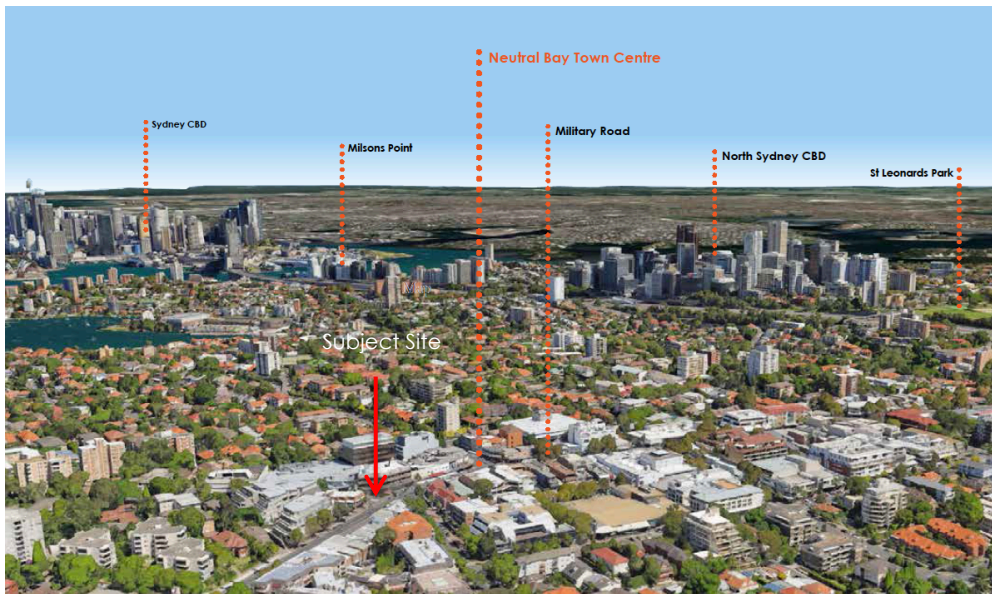 Neutral Bay Town Centre
Sydney CBD
Military Road
Milsons Point
North Sydney CBD
St Leonards Park
Subject Site